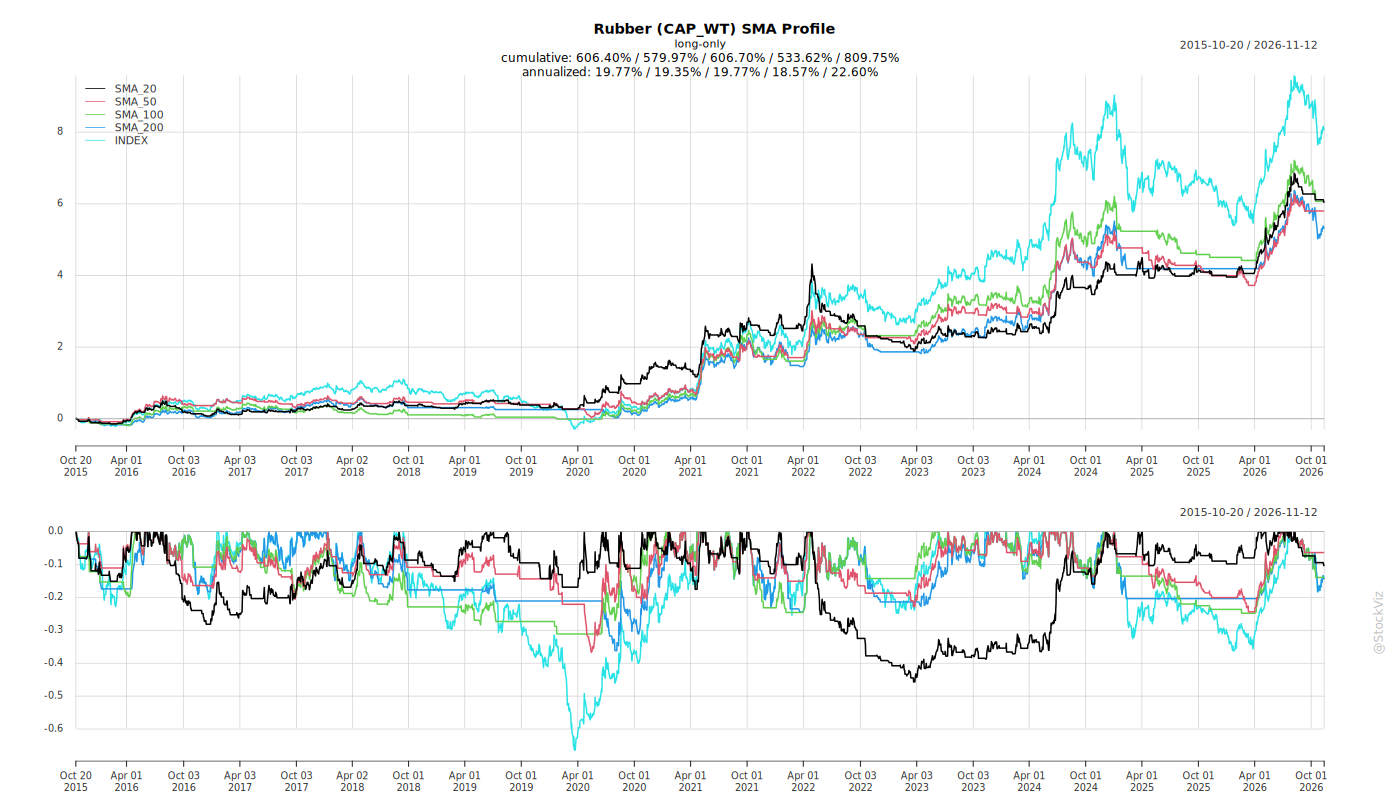 Rubber (CAP_WT) SMA Profile
long-only
cumulative: 606.40% / 579.97% / 606.70% / 533.62% / 809.75%
annualized: 19.77% / 19.35% / 19.77% / 18.57% / 22.60%
2015-10-20 / 2026-11-12
SMA_20
SMA_50
SMA_100
SMA_200
INDEX
8
6
4
2
0
Oct 20 Apr 01 Oct 03 Apr 03 Oct 03 Apr 02 Oct 01 Apr 01 Oct 01 Apr 01 Oct 01 Apr 01 Oct 01 Apr 01 Oct 03 Apr 03 Oct 03 Apr 01 Oct 01 Apr 01 Oct 01 Apr 01 Oct 01
2015 2016 2016 2017 2017 2018 2018 2019 2019 2020 2020 2021 2021 2022 2022 2023 2023 2024 2024 2025 2025 2026 2026
2015-10-20 / 2026-11-12
0.0
-0.1
-0.2
-0.3
-0.4
-0.5
-0.6
Oct 20 Apr 01 Oct 03 Apr 03 Oct 03 Apr 02 Oct 01 Apr 01 Oct 01 Apr 01 Oct 01 Apr 01 Oct 01 Apr 01 Oct 03 Apr 03 Oct 03 Apr 01 Oct 01 Apr 01 Oct 01 Apr 01 Oct 01
2015 2016 2016 2017 2017 2018 2018 2019 2019 2020 2020 2021 2021 2022 2022 2023 2023 2024 2024 2025 2025 2026 2026
@StockViz